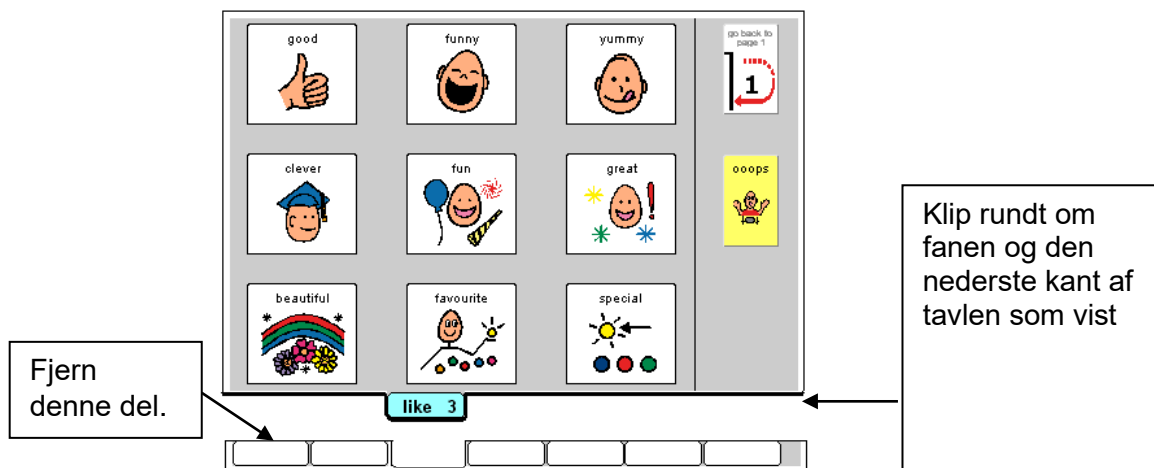 good
funny
yummy
go back to
page 1
1
clever
fun
great
ooops
beautiful
favourite
special
like 3
Fjern
denne del.
Klip rundt om
fanen og den
nederste kant af
tavlen som vist